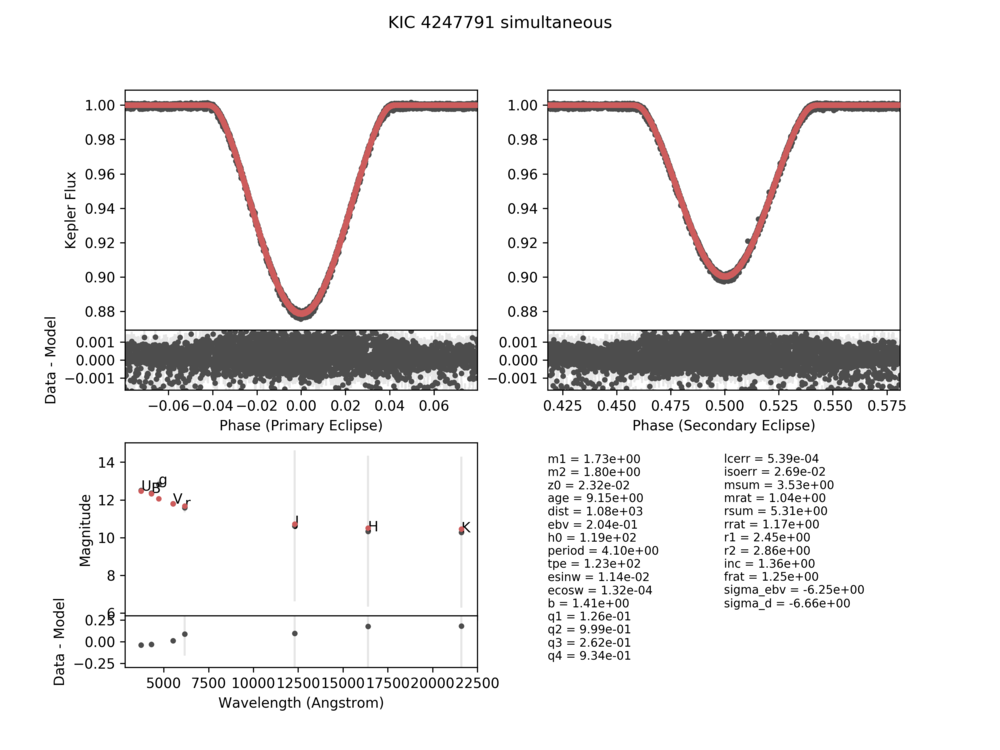 KIC 4247791 simultaneous
1.00
0.98
0.96
0.94
0.92
0.90
0.88
Kepler Flux
1.00
0.98
0.96
0.94
0.92
0.90
0.88
0.001
0.000
−0.001
Data - Model
0.001
0.000
−0.001
−0.06 −0.04 −0.02 0.00 0.02 0.04 0.06
Phase (Primary Eclipse)
0.425 0.450 0.475 0.500 0.525 0.550 0.575
Phase (Secondary Eclipse)
14
12
10
8
6
Magnitude
U B g V r J H K
0.25
0.00
−0.25
Data - Model
5000 7500 10000 12500 15000 17500 20000 22500
Wavelength (Angstrom)
m1 = 1.73e+00
m2 = 1.80e+00
z0 = 2.32e-02
age = 9.15e+00
dist = 1.08e+03
ebv = 2.04e-01
h0 = 1.19e+02
period = 4.10e+00
tpe = 1.23e+02
esinw = 1.14e-02
ecosw = 1.32e-04
b = 1.41e+00
q1 = 1.26e-01
q2 = 9.99e-01
q3 = 2.62e-01
q4 = 9.34e-01
lcerr = 5.39e-04
isoerr = 2.69e-02
msum = 3.53e+00
mrat = 1.04e+00
rsum = 5.31e+00
rrat = 1.17e+00
r1 = 2.45e+00
r2 = 2.86e+00
inc = 1.36e+00
frat = 1.25e+00
sigma_ebv = -6.25e+00
sigma_d = -6.66e+00